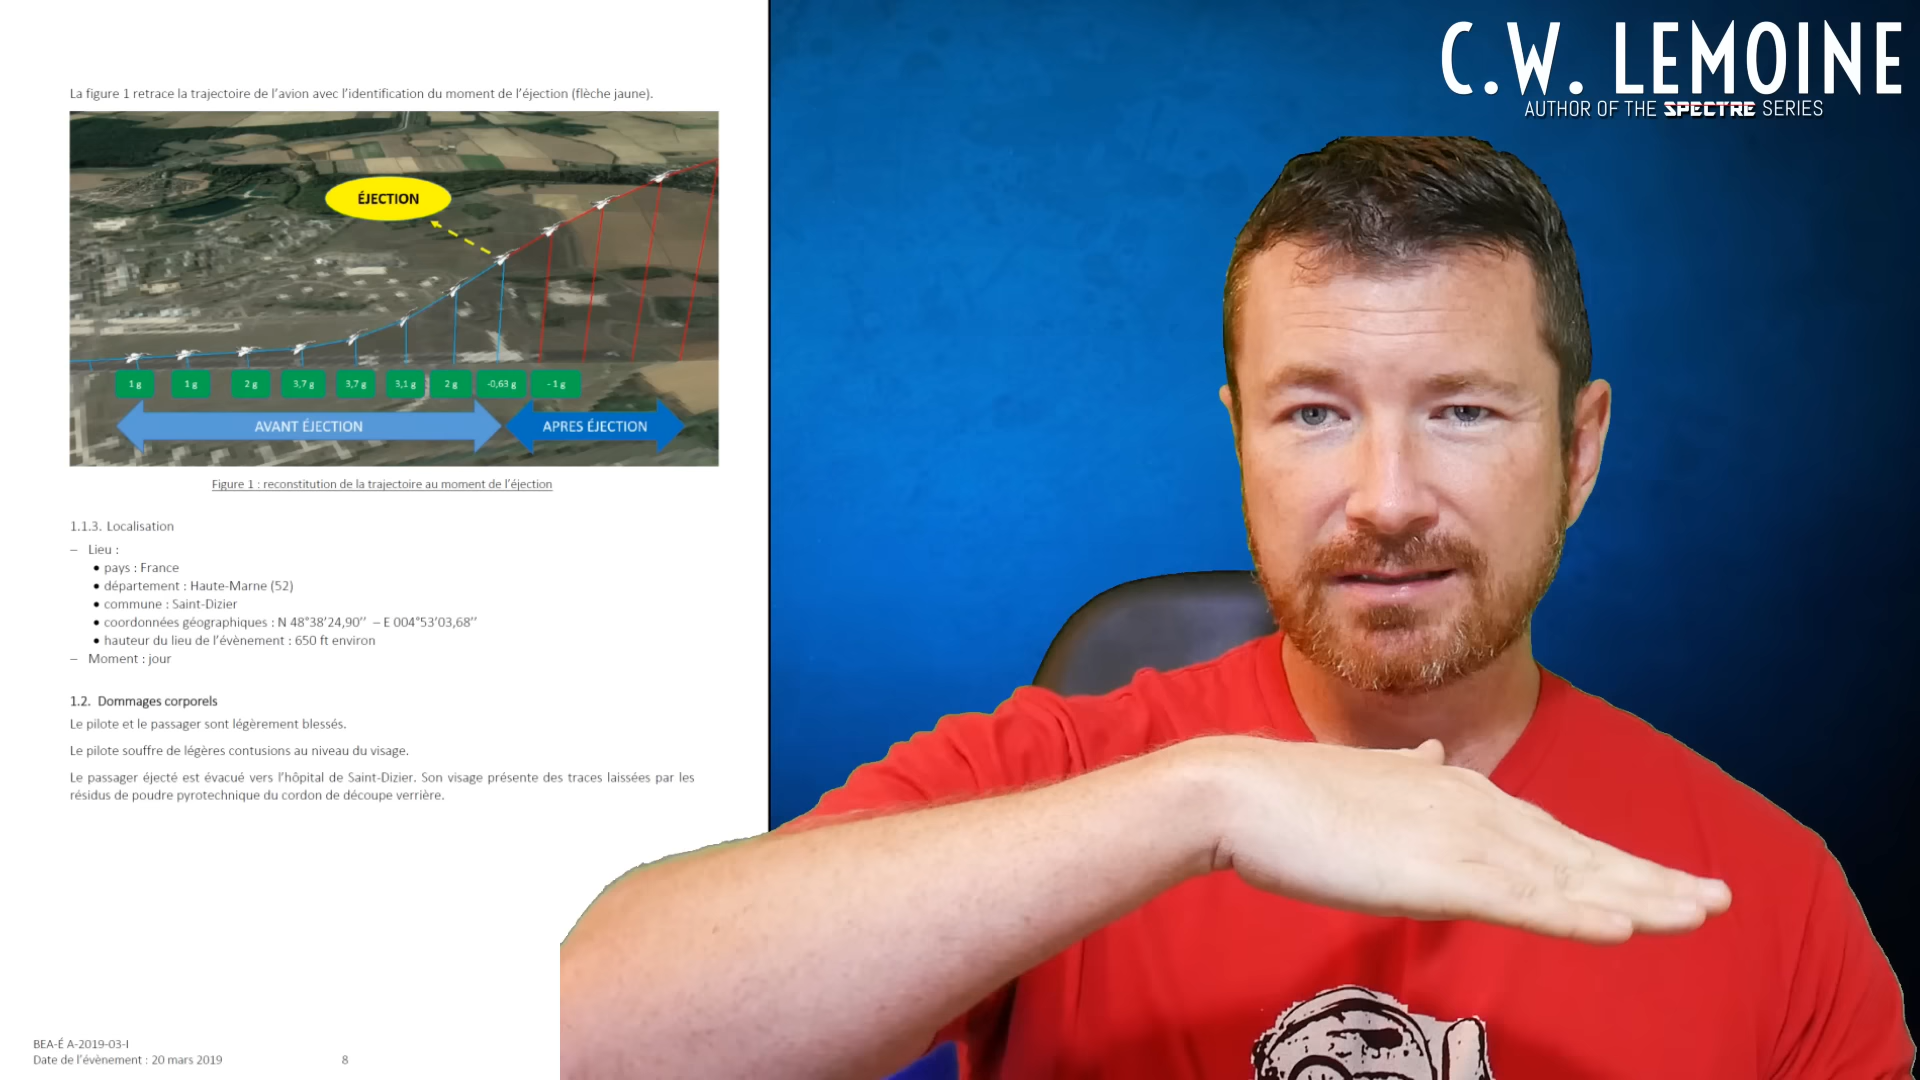 La figure 1 retrace la trajectoire de l'avion avec l'identification du moment de l'éjection (flèche jaune).
ÉJECTION
1 g
1 g
2 g
3,7 g
3,7 g
3,1 g
2 g
-0,63 g
- 1 g
AVANT ÉJECTION
APRES ÉJECTION
Figure 1 : reconstitution de la trajectoire au moment de l'éjection
1.1.3. Localisation
– Lieu :
• pays : France
• département : Haute-Marne (52)
• commune : Saint-Dizier
• coordonnées géographiques : N 48°38'24,90'' – E 004°53'03,68''
• hauteur du lieu de l'évènement : 650 ft environ
– Moment : jour
1.2. Dommages corporels
Le pilote et le passager sont légèrement blessés.
Le pilote souffre de légères contusions au niveau du visage.
Le passager éjecté est évacué vers l'hôpital de Saint-Dizier. Son visage présente des traces laissées par les
résidus de poudre pyrotechnique du cordon de découpe verrière.
BEA-É A-2019-03-I
Date de l'évènement : 20 mars 2019
8
C.W. LEMOINE
AUTHOR OF THE SPECTRE SERIES